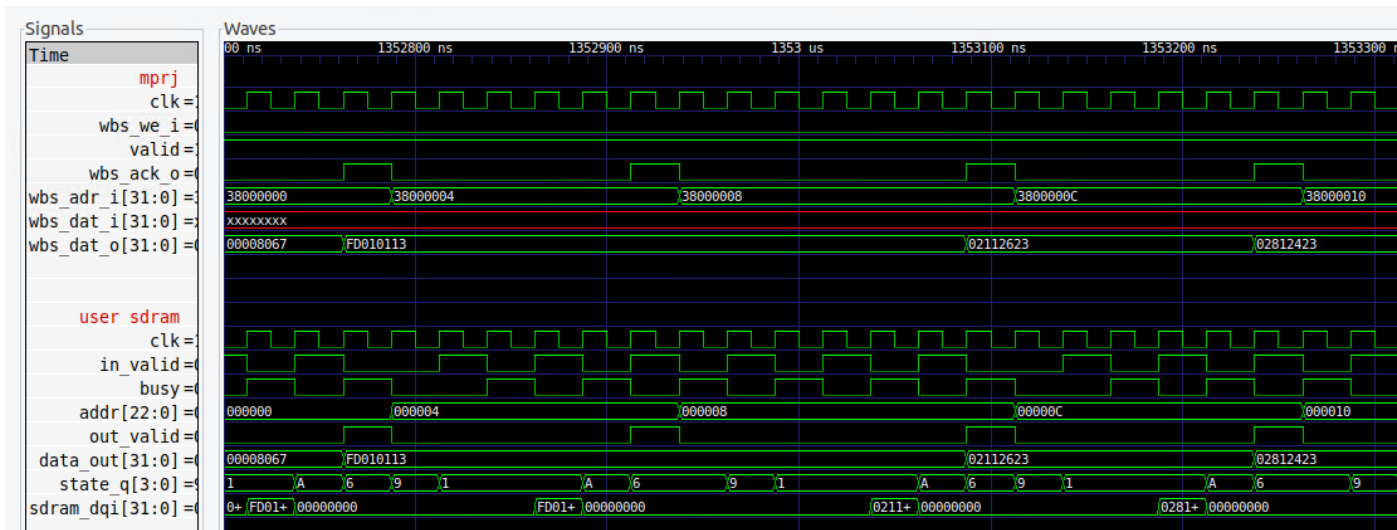 Signals
Waves
Time
00 ns 1352800 ns 1352900 ns 1353 us 1353100 ns 1353200 ns 1353300
mprj
clk=
wbs_we_i=
valid=
wbs_ack_o=
wbs_adr_i[31:0]= 38000000 38000004 38000008 3800000C 38000010
wbs_dat_i[31:0]= xxxxxxxx
wbs_dat_o[31:0]= 00008067 FD010113 02112623 02812423
user sdram
clk=
in_valid=
busy=
addr[22:0]= 000000 000004 000008 00000C 000010
out_valid=
data_out[31:0]= 00008067 FD010113 02112623 02812423
state_q[3:0]= 1 A 6 9 1 A 6 9 1 A 6 9 1 A 6 9
sdram_dqi[31:0]= 0+ FD01+ 00000000 FD01+ 00000000 0211+ 00000000 0281+ 00000000